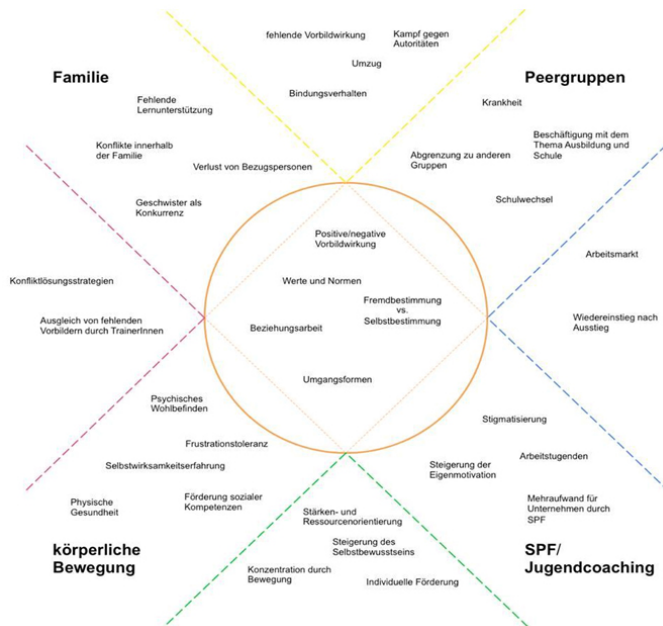 fehlende Vorbildwirkung
Kampf gegen
Autoritäten
Umzug
Bindungsverhalten
Familie
Fehlende
Lernunterstützung
Konflikte innerhalb
der Familie
Verlust von Bezugspersonen
Geschwister als
Konkurrenz
Peergruppen
Krankheit
Beschäftigung mit dem
Thema Ausbildung und
Schule
Abgrenzung zu anderen
Gruppen
Schulwechsel
Konfliktlösungsstrategien
Ausgleich von fehlenden
Vorbildern durch TrainerInnen
Positive/negative
Vorbildwirkung
Werte und Normen
Fremdbestimmung
vs.
Selbstbestimmung
Beziehungsarbeit
Umgangsformen
Arbeitsmarkt
Wiedereinstieg nach
Ausstieg
Psychisches
Wohlbefinden
Frustrationstoleranz
Selbstwirksamkeitserfahrung
Physische
Gesundheit
Förderung sozialer
Kompetenzen
körperliche
Bewegung
Stärken- und
Ressourcenorientierung
Steigerung des
Selbstbewusstseins
Konzentration durch
Bewegung
Individuelle Förderung
Stigmatisierung
Arbeitstugenden
Steigerung der
Eigenmotivation
Mehraufwand für
Unternehmen durch
SPF
SPF/
Jugendcoaching